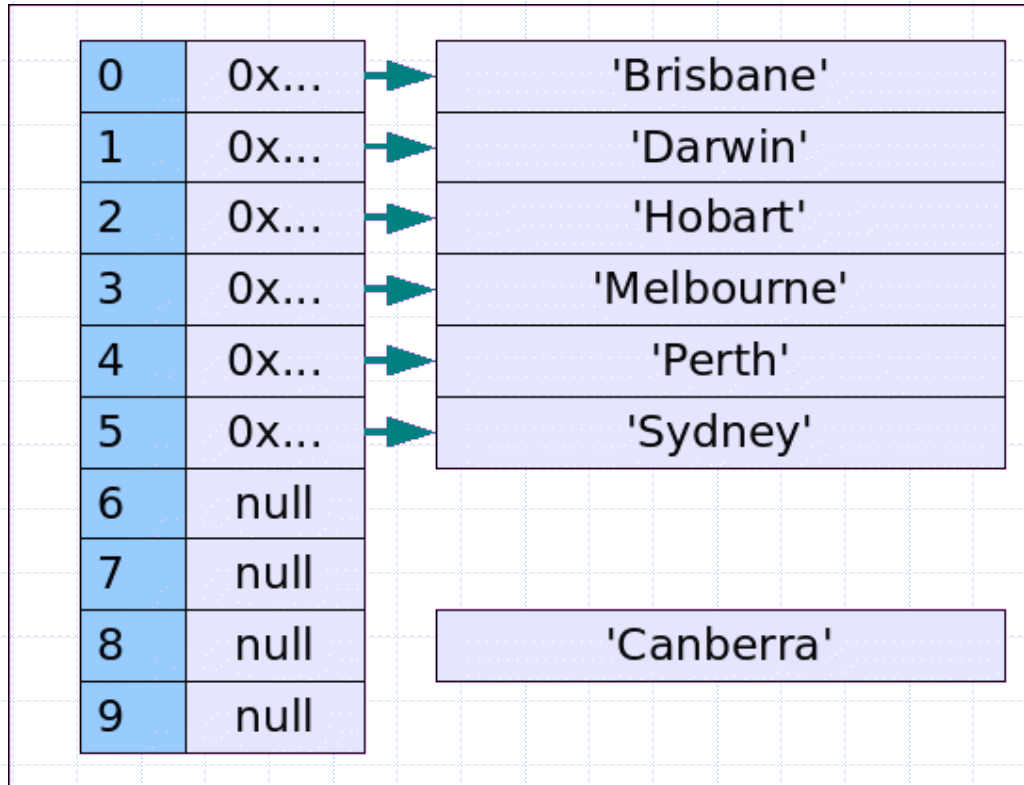 0 0x... 'Brisbane'
1 0x... 'Darwin'
2 0x... 'Hobart'
3 0x... 'Melbourne'
4 0x... 'Perth'
5 0x... 'Sydney'
6 null
7 null
8 null 'Canberra'
9 null